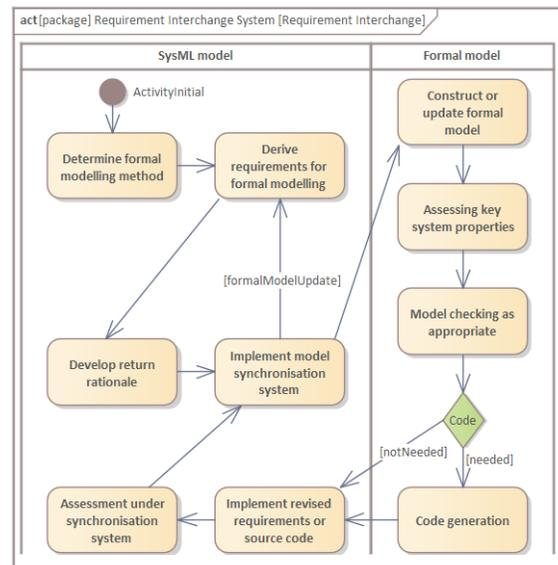 act [package] Requirement Interchange System [Requirement Interchange]
SysML model
Formal model
ActivityInitial
Determine formal
modelling method
Derive
requirements for
formal modelling
Construct or
update formal
model
Assessing key
system properties
[formalModelUpdate]
Model checking as
appropriate
Develop return
rationale
Implement model
synchronisation
system
Code
[notNeeded]
[needed]
Assessment under
synchronisation
system
Implement revised
requirements or
source code
Code generation